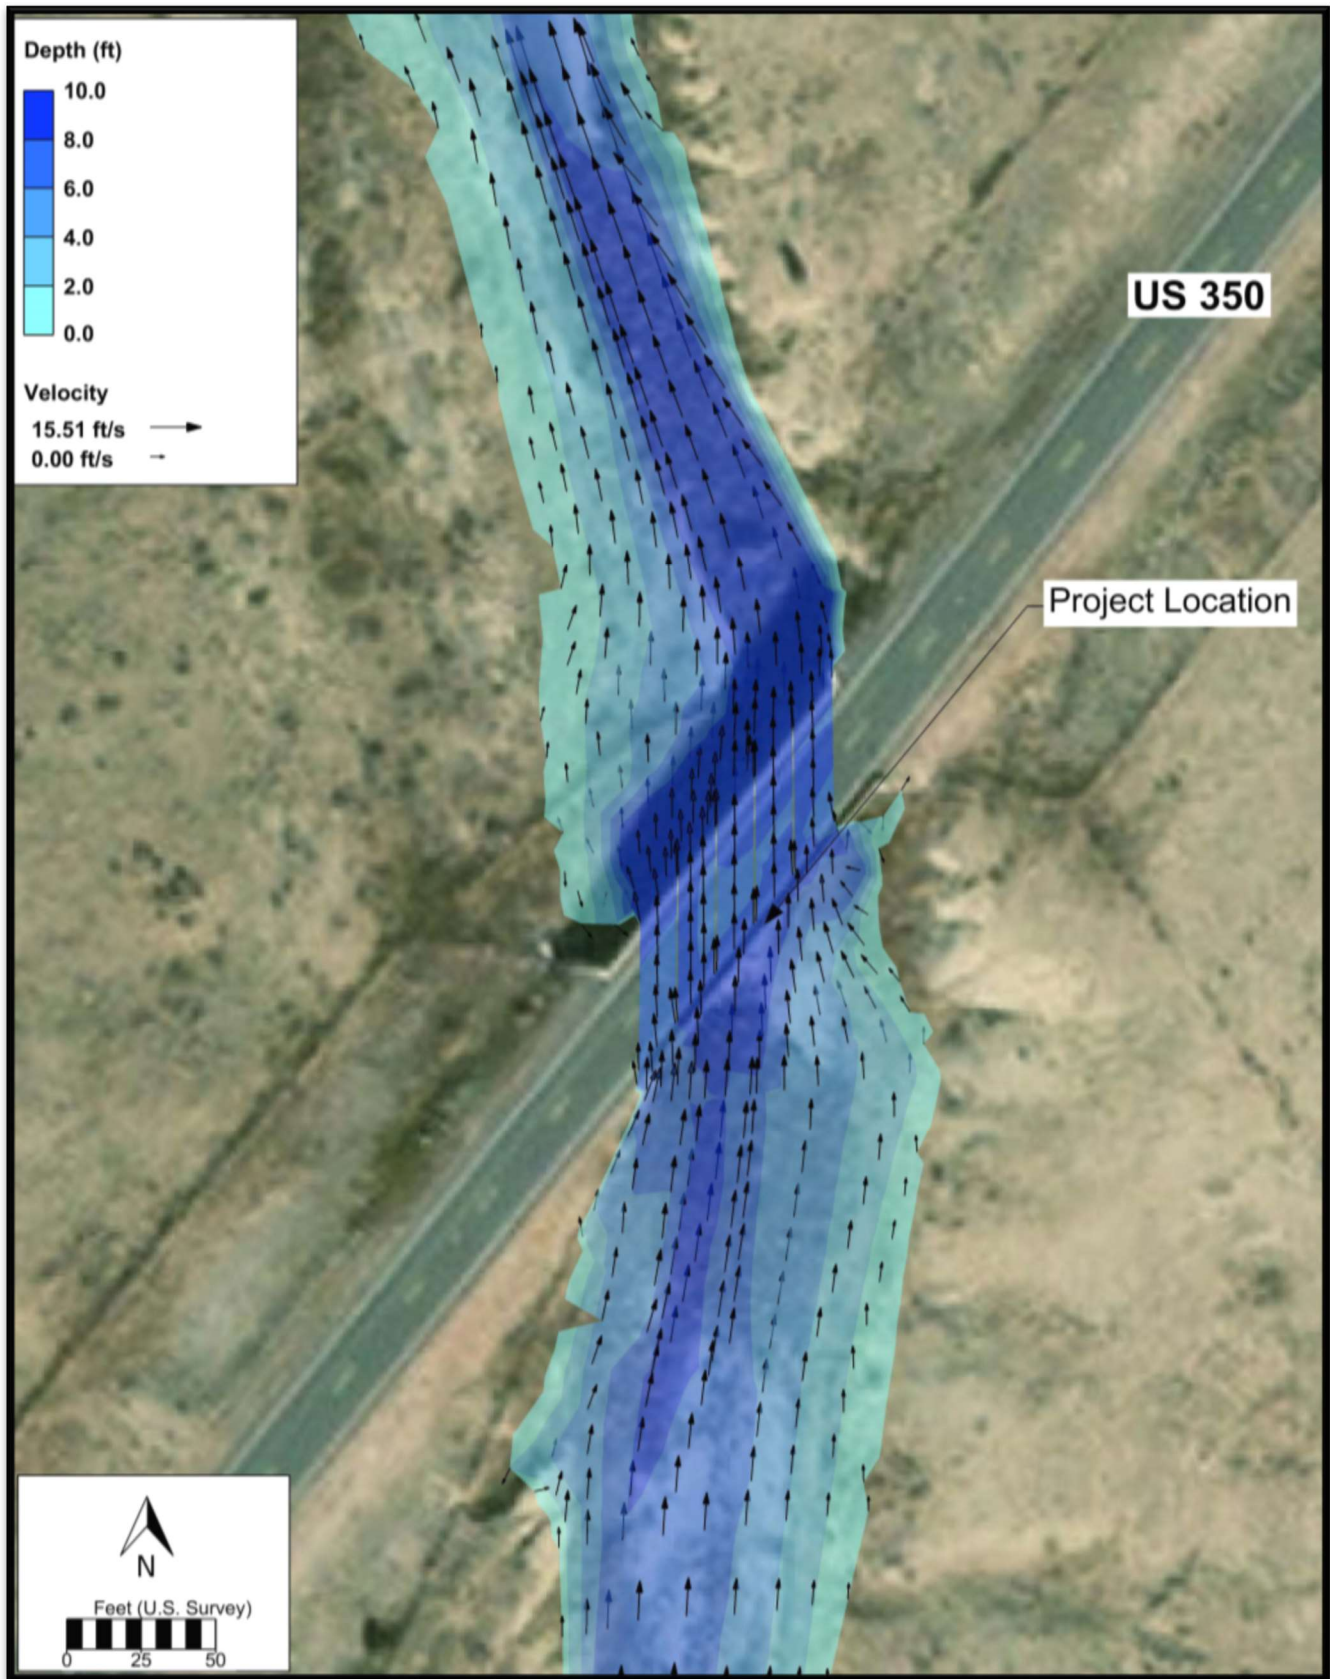 Depth (ft)
10.0
8.0
6.0
4.0
2.0
0.0
Velocity
15.51 ft/s
0.00 ft/s
US 350
Project Location
N
Feet (U.S. Survey)
0 25 50